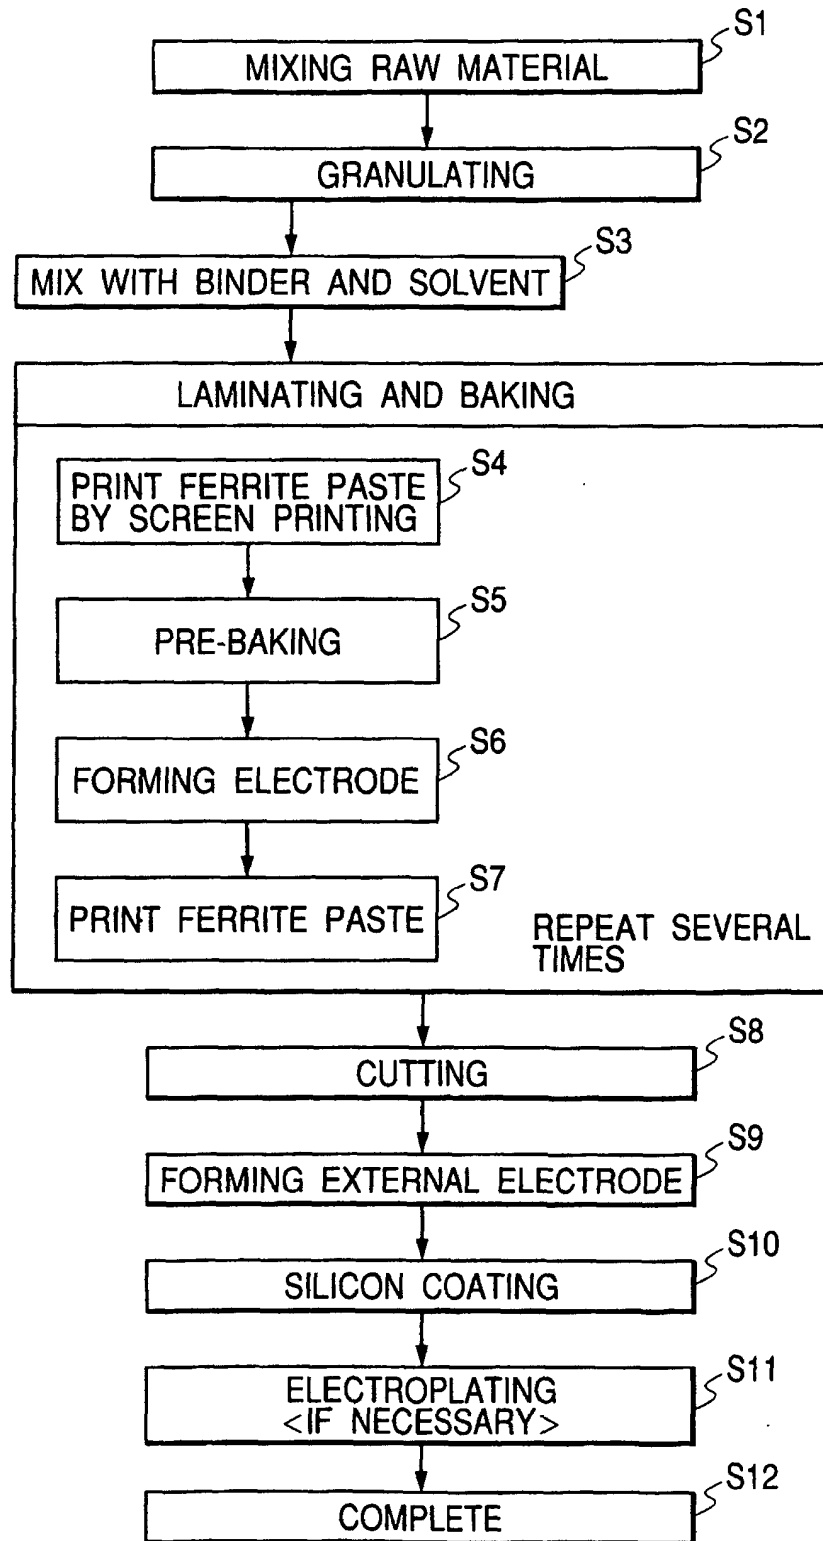 S1
MIXING RAW MATERIAL
S2
GRANULATING
S3
MIX WITH BINDER AND SOLVENT
LAMINATING AND BAKING
S4
PRINT FERRITE PASTE
BY SCREEN PRINTING
S5
PRE-BAKING
S6
FORMING ELECTRODE
S7
PRINT FERRITE PASTE
REPEAT SEVERAL
TIMES
S8
CUTTING
S9
FORMING EXTERNAL ELECTRODE
S10
SILICON COATING
S11
ELECTROPLATING
<IF NECESSARY>
S12
COMPLETE